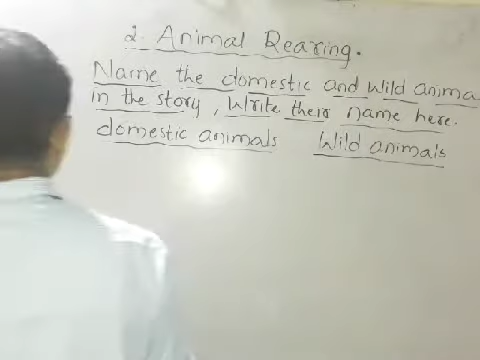 2. Animal Rearing.
Name the domestic and Wild anima
in the story, Write their name here.
domestic animals Wild animals